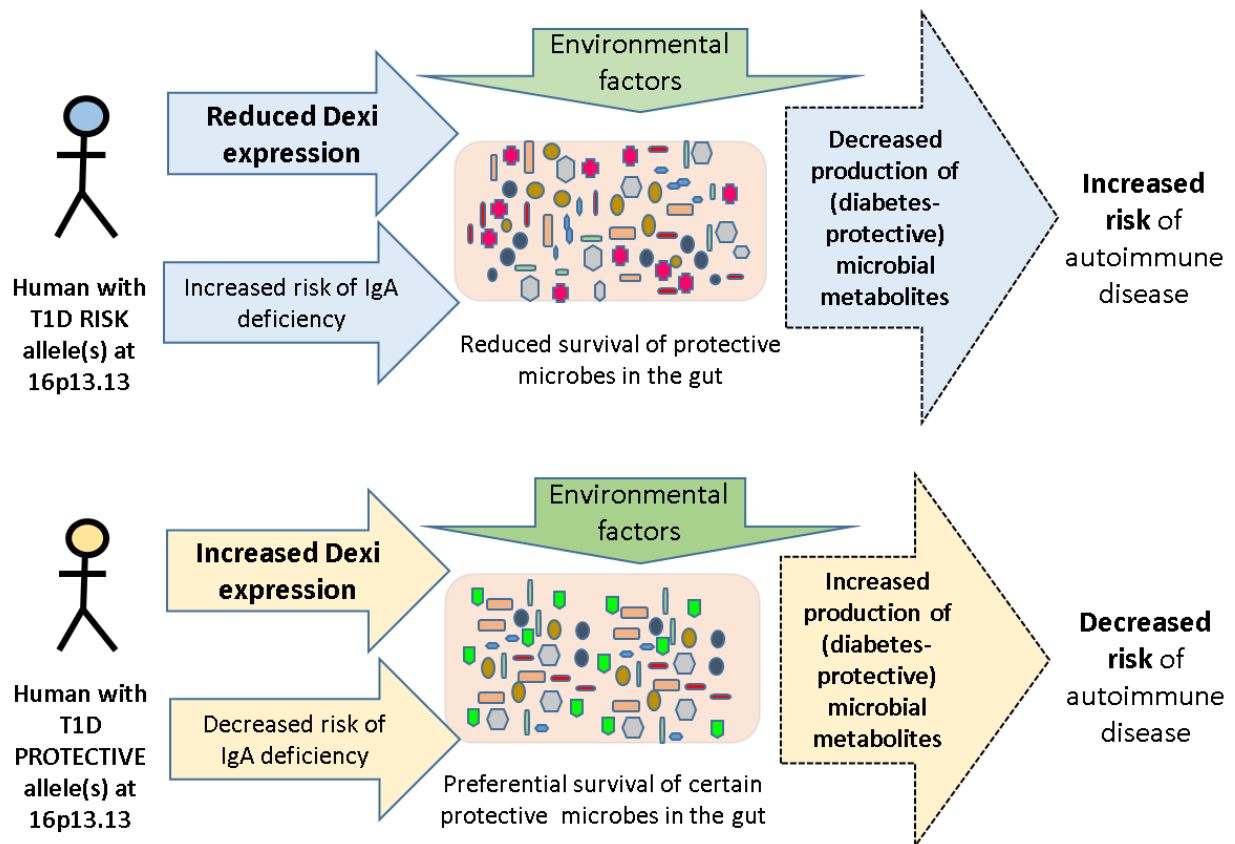 Environmental
factors
Reduced Dexi
expression
Increased risk of IgA
deficiency
Human with
T1D RISK
allele(s) at
16p13.13
Reduced survival of protective
microbes in the gut
Decreased
production of
(diabetes-
protective)
microbial
metabolites
Increased
risk of
autoimmune
disease
Environmental
factors
Increased Dexi
expression
Decreased risk of
IgA deficiency
Human with
T1D
PROTECTIVE
allele(s) at
16p13.13
Preferential survival of certain
protective microbes in the gut
Increased
production of
(diabetes-
protective)
microbial
metabolites
Decreased
risk of
autoimmune
disease